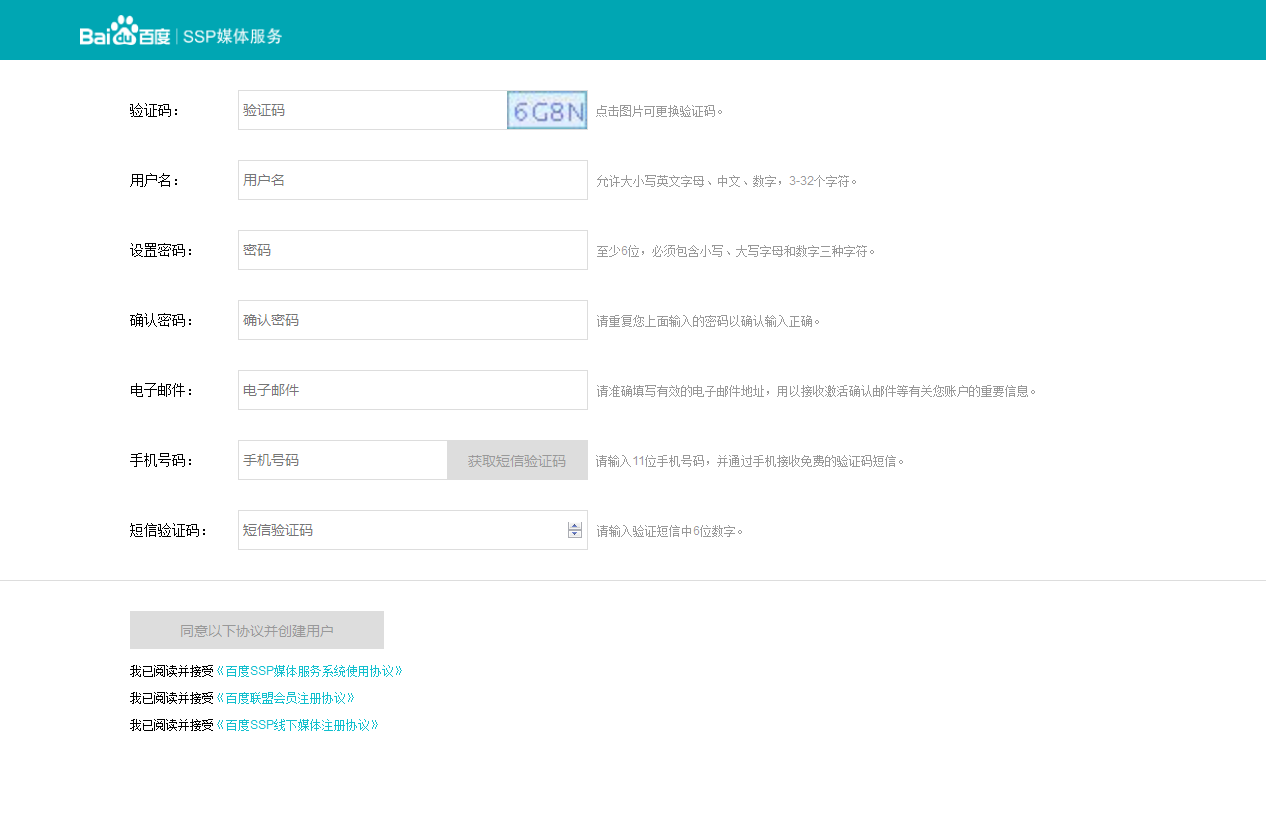 Bai du 百度 | SSP媒体服务
验证码： 验证码 6G8N 点击图片可更换验证码。
用户名： 用户名 允许大小写英文字母、中文、数字，3-32个字符。
设置密码： 密码 至少6位，必须包含小写、大写字母和数字三种字符。
确认密码： 确认密码 请重复您上面输入的密码以确认输入正确。
电子邮件： 电子邮件 请准确填写有效的电子邮件地址，用以接收激活确认邮件等有关您账户的重要信息。
手机号码： 手机号码 获取短信验证码 请输入11位手机号码，并通过手机接收免费的验证码短信。
短信验证码： 短信验证码 请输入验证短信中6位数字。
同意以下协议并创建用户
我已阅读并接受《百度SSP媒体服务系统使用协议》
我已阅读并接受《百度联盟会员注册协议》
我已阅读并接受《百度SSP线下媒体注册协议》